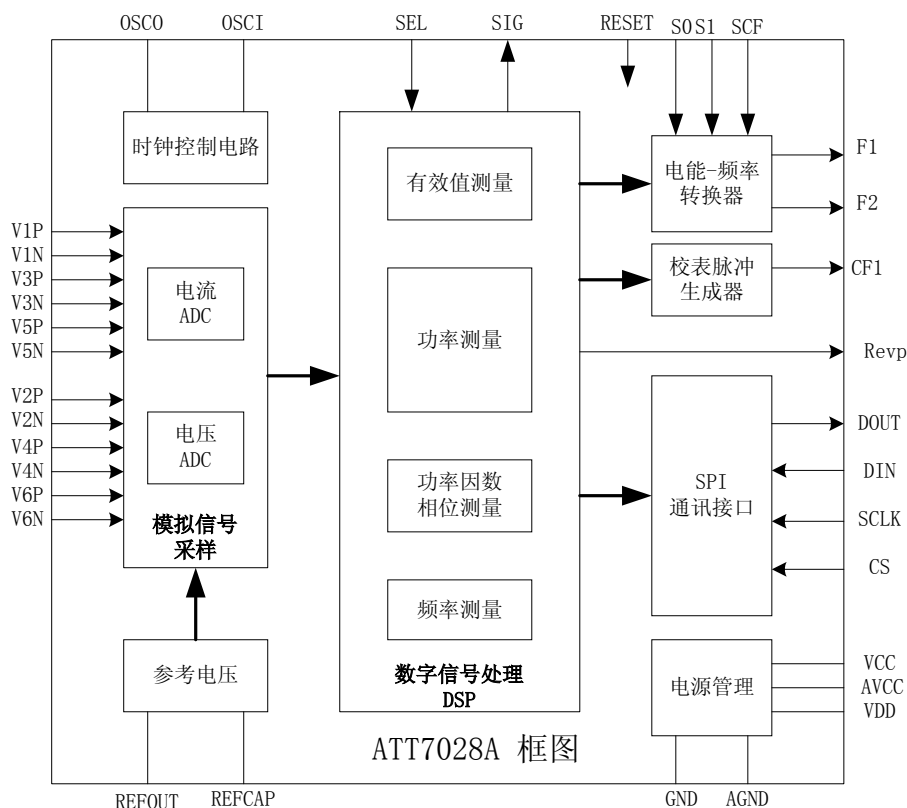 OSCO
OSCI
SEL
SIG
RESET
S0
S1
SCF
时钟控制电路
V1P
V1N
V3P
V3N
V5P
V5N
V2P
V2N
V4P
V4N
V6P
V6N
电流
ADC
电压
ADC
模拟信号
采样
参考电压
REFOUT
REFCAP
有效值测量
功率测量
功率因数
相位测量
频率测量
数字信号处理
DSP
电能-频率
转换器
F1
F2
校表脉冲
生成器
CF1
Revp
SPI
通讯接口
DOUT
DIN
SCLK
CS
电源管理
VCC
AVCC
VDD
GND
AGND
ATT7028A 框图